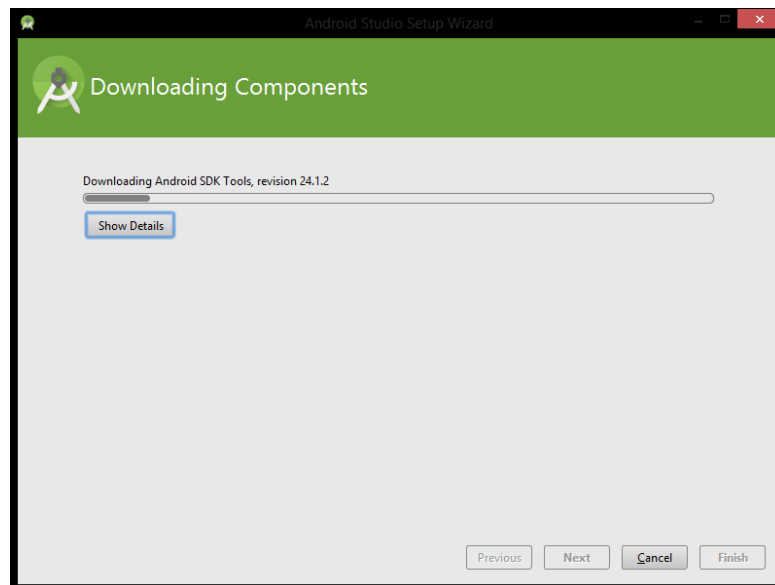 Android Studio Setup Wizard
Downloading Components
Downloading Android SDK Tools, revision 24.1.2
Show Details
Previous Next Cancel Finish